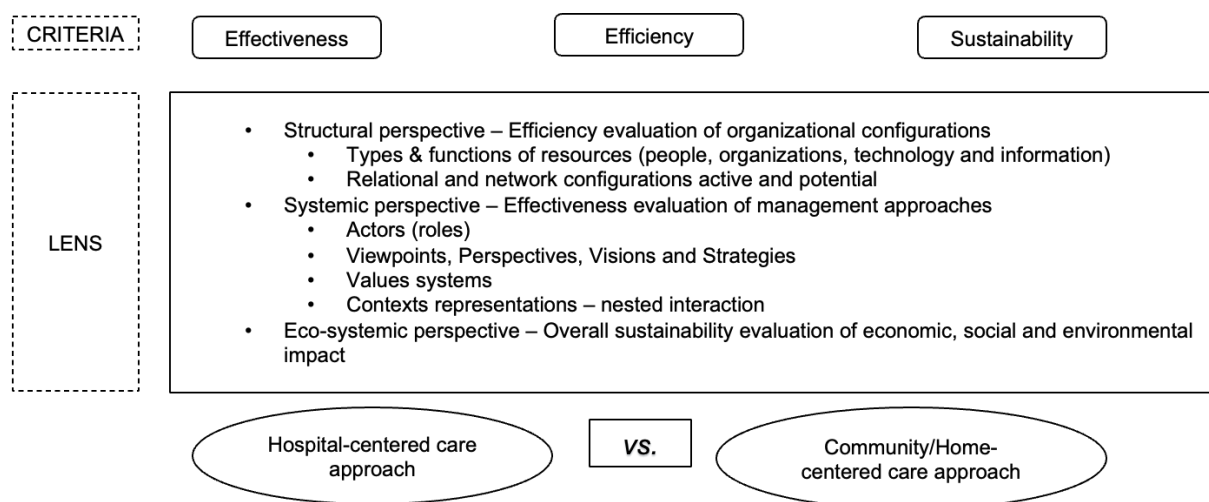 CRITERIA
Effectiveness
Efficiency
Sustainability
LENS
• Structural perspective – Efficiency evaluation of organizational configurations
• Types & functions of resources (people, organizations, technology and information)
• Relational and network configurations active and potential
• Systemic perspective – Effectiveness evaluation of management approaches
• Actors (roles)
• Viewpoints, Perspectives, Visions and Strategies
• Values systems
• Contexts representations – nested interaction
• Eco-systemic perspective – Overall sustainability evaluation of economic, social and environmental
impact
Hospital-centered care
approach
vs.
Community/Home-
centered care approach